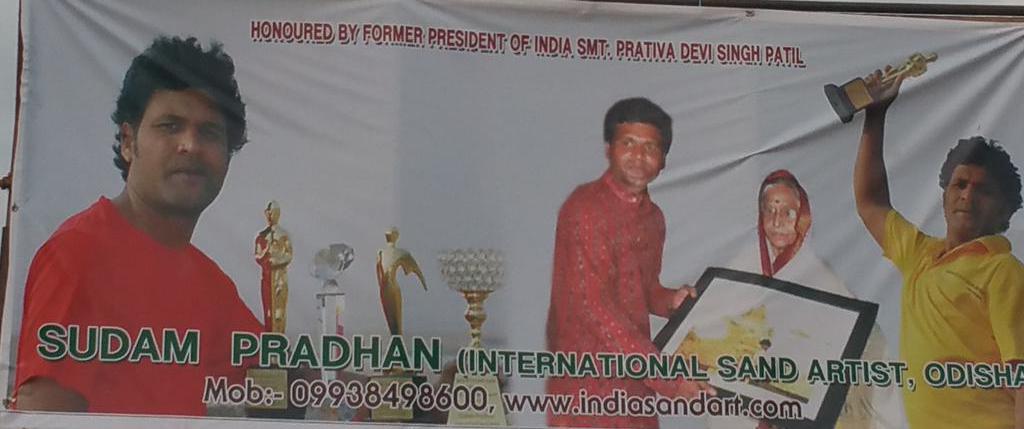 HONOURED BY FORMER PRESIDENT OF INDIA SMT. PRATIVA DEVI SINGH PATIL
SUDAM PRADHAN (INTERNATIONAL SAND ARTIST, ODISHA
Mob:- 09938498600, www.indiasandart.com